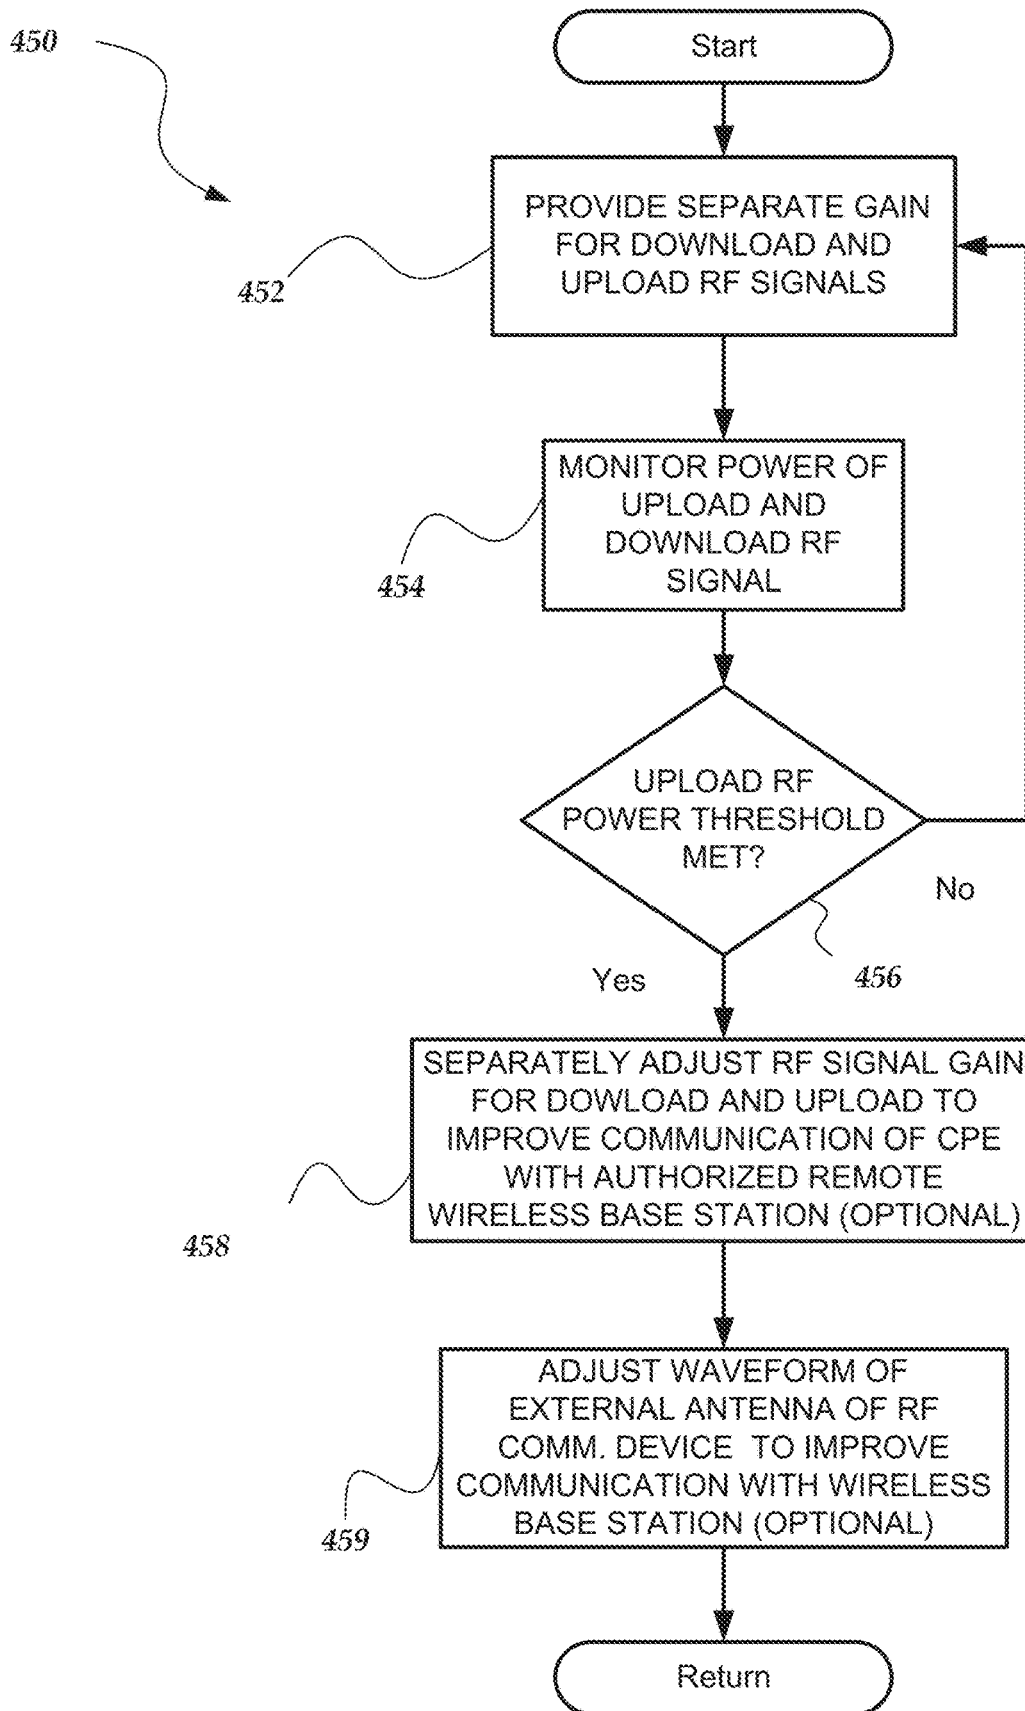 450
Start
PROVIDE SEPARATE GAIN
FOR DOWNLOAD AND
UPLOAD RF SIGNALS
452
MONITOR POWER OF
UPLOAD AND
DOWNLOAD RF
SIGNAL
454
UPLOAD RF
POWER THRESHOLD
MET?
No
456
Yes
SEPARATELY ADJUST RF SIGNAL GAIN
FOR DOWLOAD AND UPLOAD TO
IMPROVE COMMUNICATION OF CPE
WITH AUTHORIZED REMOTE
WIRELESS BASE STATION (OPTIONAL)
458
ADJUST WAVEFORM OF
EXTERNAL ANTENNA OF RF
COMM. DEVICE TO IMPROVE
COMMUNICATION WITH WIRELESS
BASE STATION (OPTIONAL)
459
Return